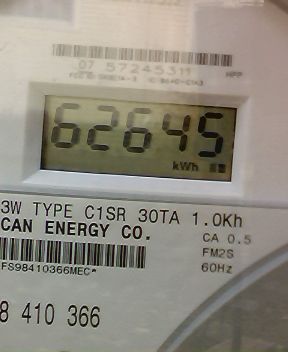 07 57245311
HPP
62645
kWh
3W TYPE C1SR 30TA 1.0Kh
CAN ENERGY CO.
CA 0.5
FM2S
60Hz
FS98410366MEC*
8 410 366